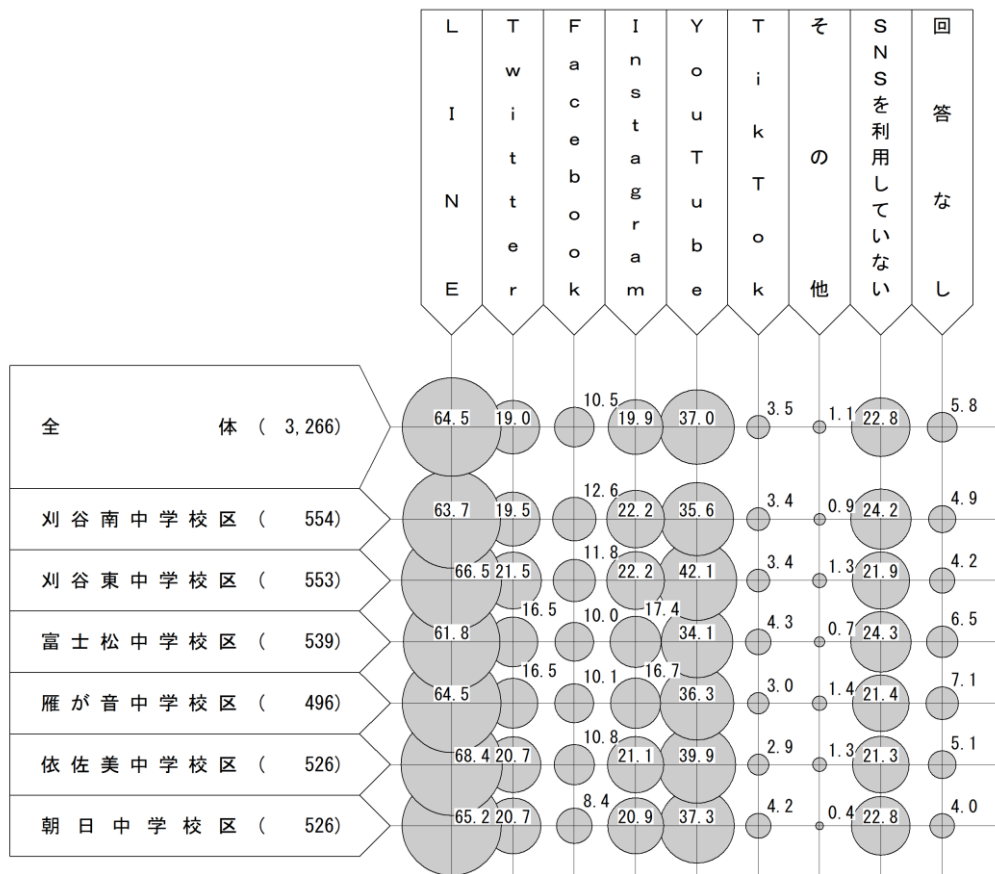 LINE
Twitter
Facebook
Instagram
YouTube
TikTok
その他
SNSを利用していない
回答なし
全体 ( 3,266) 64.5 19.0 10.5 19.9 37.0 3.5 1.1 22.8 5.8
刈谷南中学校区 ( 554) 63.7 19.5 12.6 22.2 35.6 3.4 0.9 24.2 4.9
刈谷東中学校区 ( 553) 66.5 21.5 11.8 22.2 42.1 3.4 1.3 21.9 4.2
富士松中学校区 ( 539) 61.8 16.5 10.0 17.4 34.1 4.3 0.7 24.3 6.5
雁が音中学校区 ( 496) 64.5 16.5 10.1 16.7 36.3 3.0 1.4 21.4 7.1
依佐美中学校区 ( 526) 68.4 20.7 10.8 21.1 39.9 2.9 1.3 21.3 5.1
朝日中学校区 ( 526) 65.2 20.7 8.4 20.9 37.3 4.2 0.4 22.8 4.0